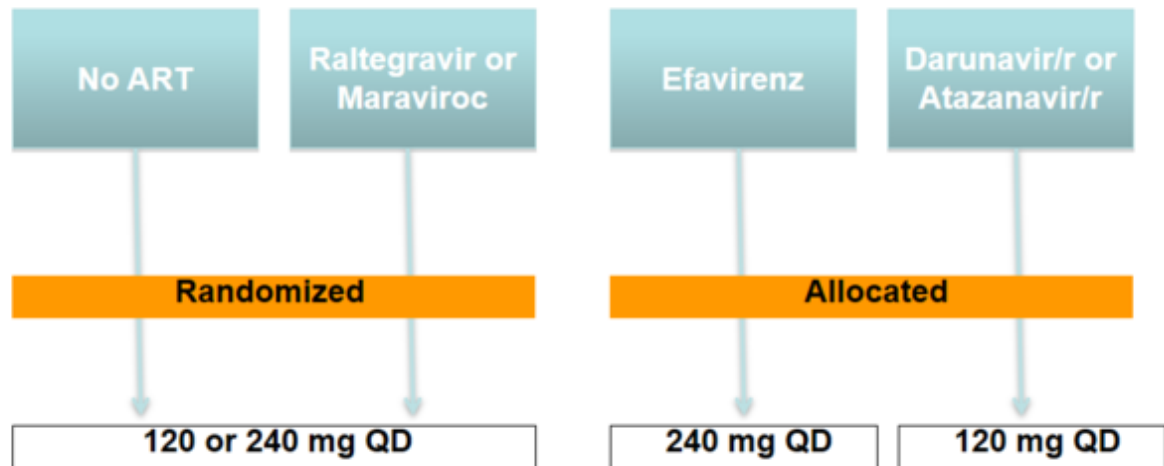 No ART
Raltegravir or
Maraviroc
Efavirenz
Darunavir/r or
Atazanavir/r
Randomized
Allocated
120 or 240 mg QD
240 mg QD
120 mg QD